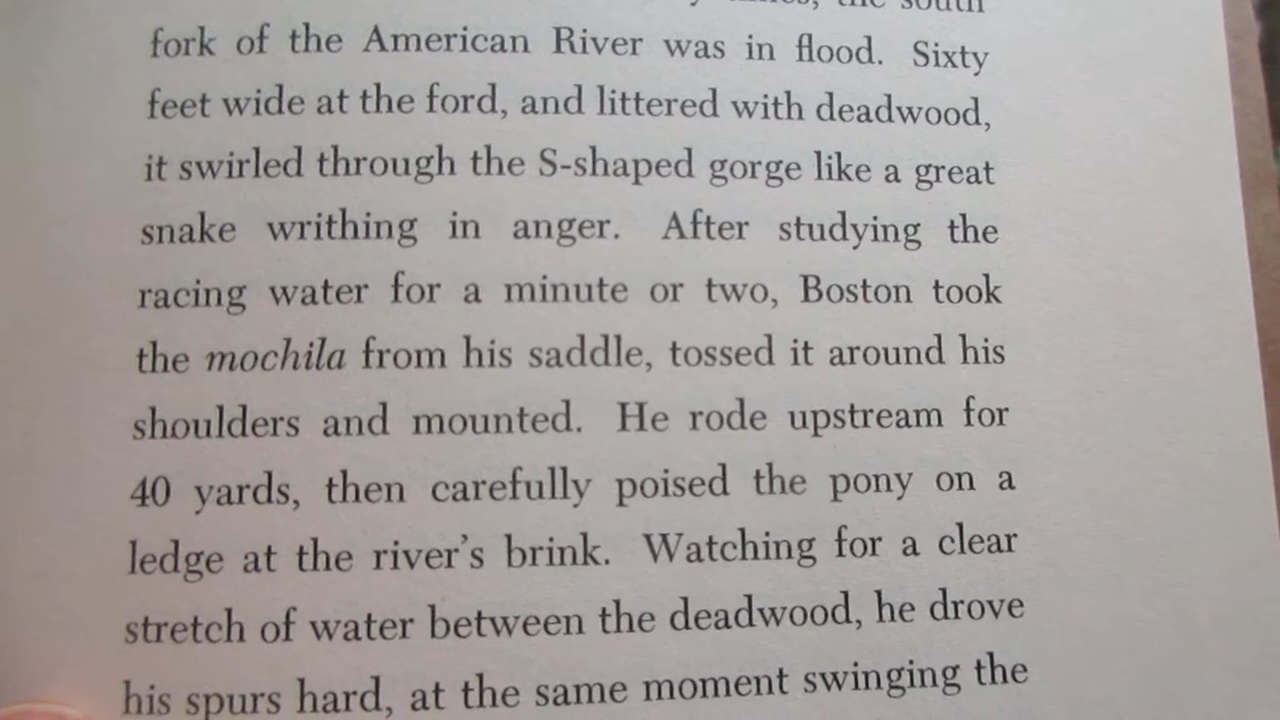 the south
fork of the American River was in flood. Sixty
feet wide at the ford, and littered with deadwood,
it swirled through the S-shaped gorge like a great
snake writhing in anger. After studying the
racing water for a minute or two, Boston took
the mochila from his saddle, tossed it around his
shoulders and mounted. He rode upstream for
40 yards, then carefully poised the pony on a
ledge at the river's brink. Watching for a clear
stretch of water between the deadwood, he drove
his spurs hard, at the same moment swinging the